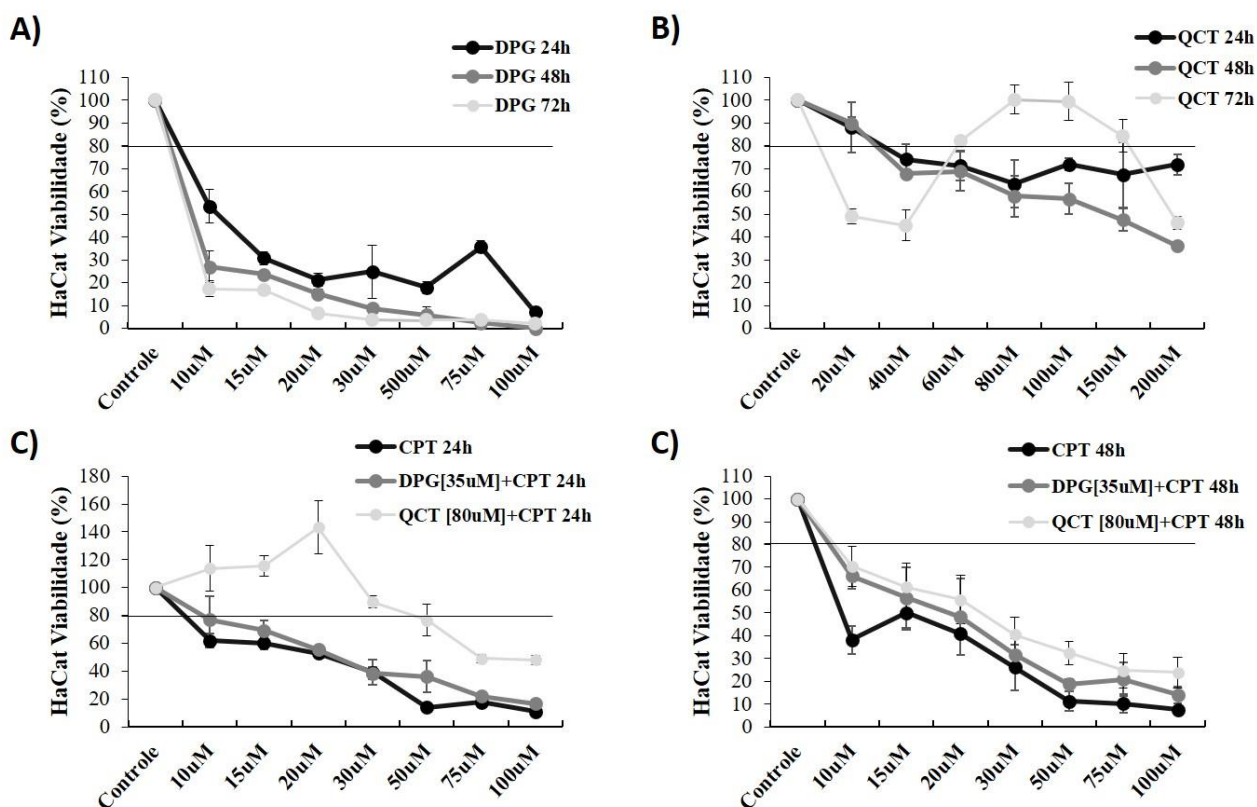 A)
DPG 24h
DPG 48h
DPG 72h
HaCat Viabilidade (%)
110
100
90
80
70
60
50
40
30
20
10
0
Controle
10uM
15uM
20uM
30uM
500uM
75uM
100uM
B)
QCT 24h
QCT 48h
QCT 72h
HaCat Viabilidade (%)
110
100
90
80
70
60
50
40
30
20
10
0
Controle
20uM
40uM
60uM
80uM
100uM
150uM
200uM
C)
CPT 24h
DPG[35uM]+CPT 24h
QCT [80uM]+CPT 24h
HaCat Viabilidade (%)
180
160
140
120
100
80
60
40
20
0
Controle
10uM
15uM
20uM
30uM
50uM
75uM
100uM
C)
CPT 48h
DPG[35uM]+CPT 48h
QCT [80uM]+CPT 48h
HaCat Viabilidade (%)
110
100
90
80
70
60
50
40
30
20
10
0
Controle
10uM
15uM
20uM
30uM
50uM
75uM
100uM